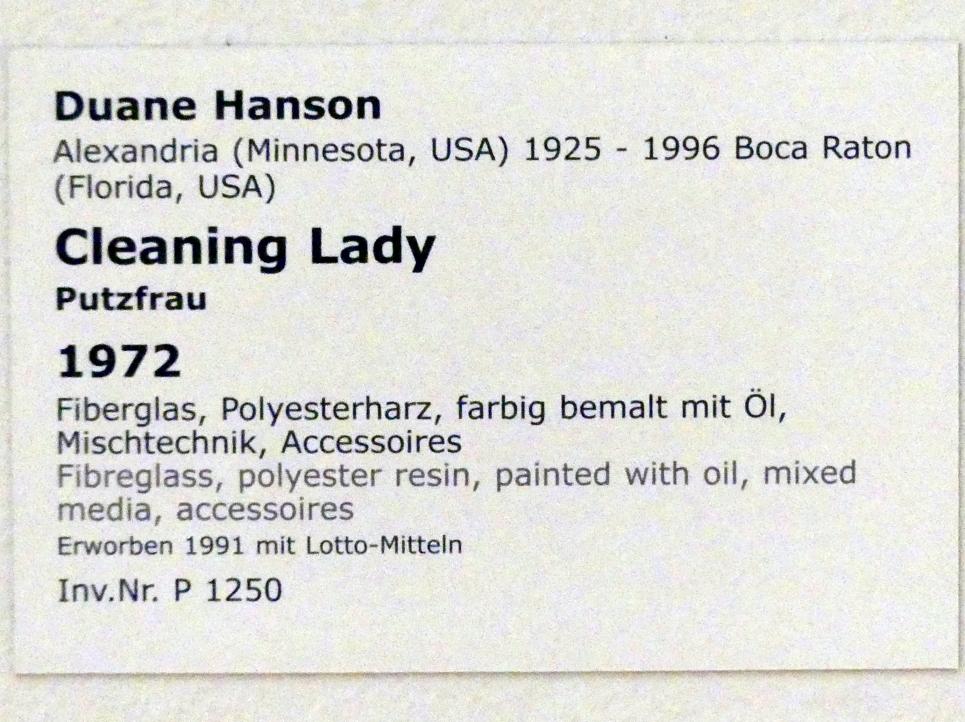 Duane Hanson
Alexandria (Minnesota, USA) 1925 - 1996 Boca Raton
(Florida, USA)
Cleaning Lady
Putzfrau
1972
Fiberglas, Polyesterharz, farbig bemalt mit Öl,
Mischtechnik, Accessoires
Fibreglass, polyester resin, painted with oil, mixed
media, accessoires
Erworben 1991 mit Lotto-Mitteln
Inv.Nr. P 1250